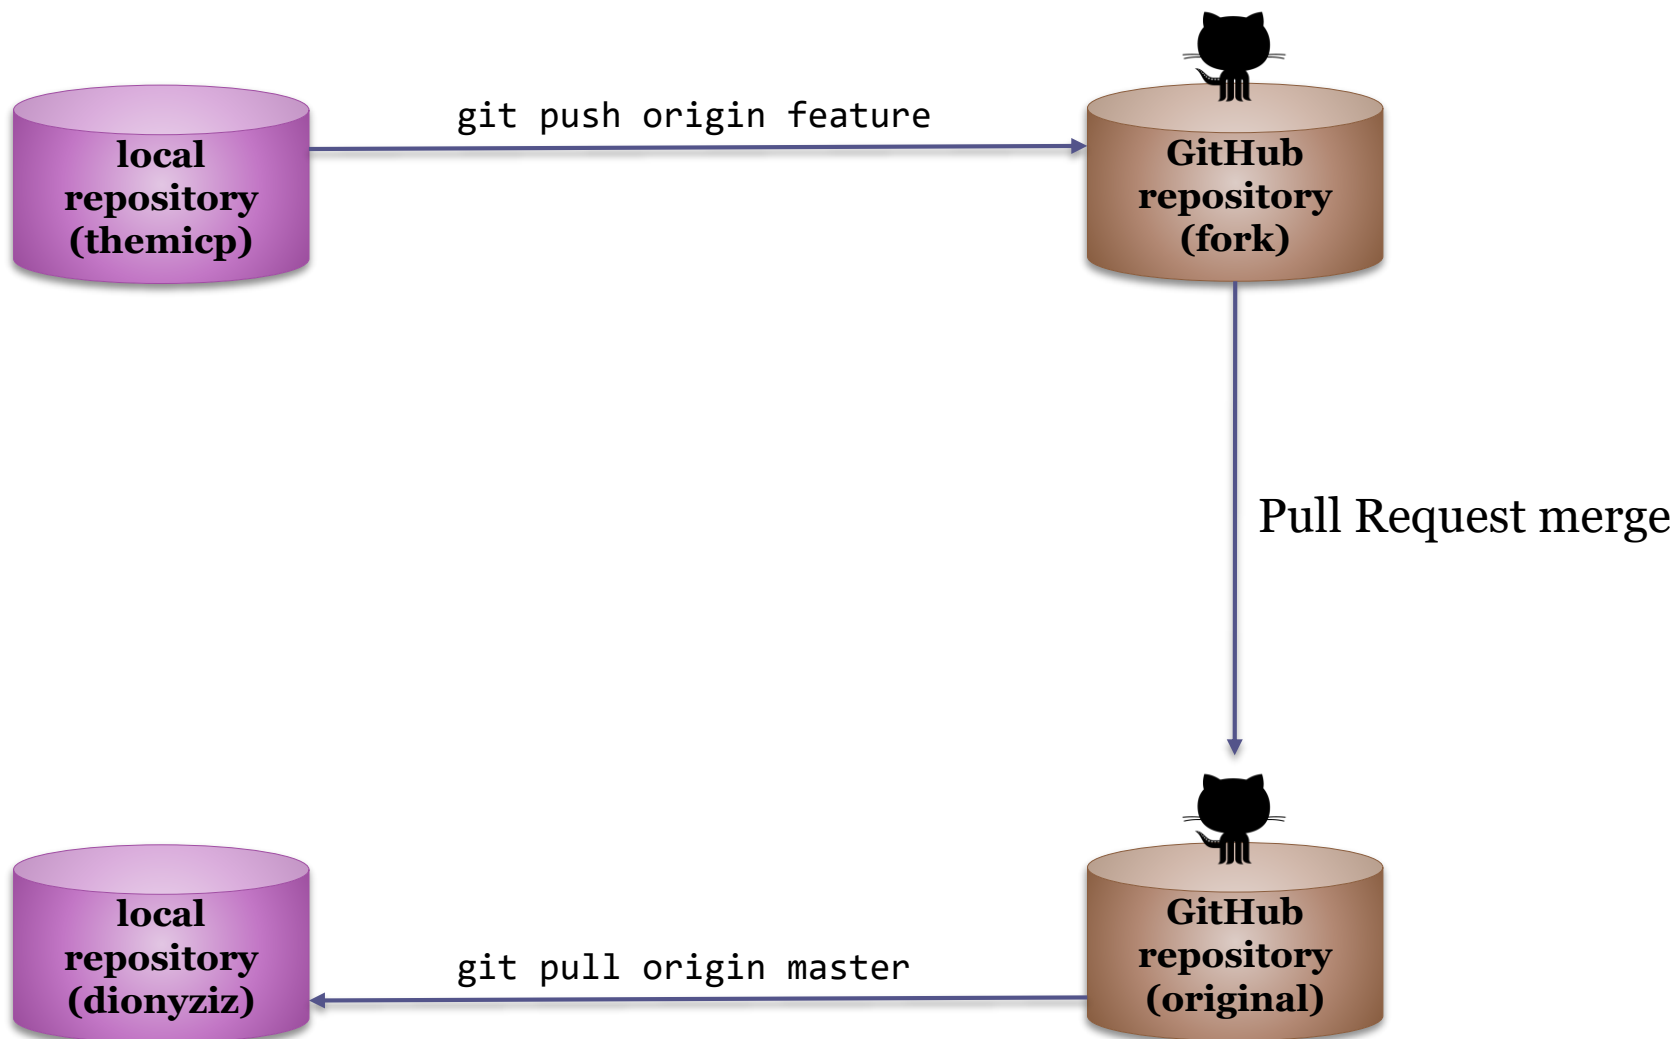 git push origin feature
local
repository
(themicp)
GitHub
repository
(fork)
Pull Request merge
local
repository
(dionyziz)
git pull origin master
GitHub
repository
(original)